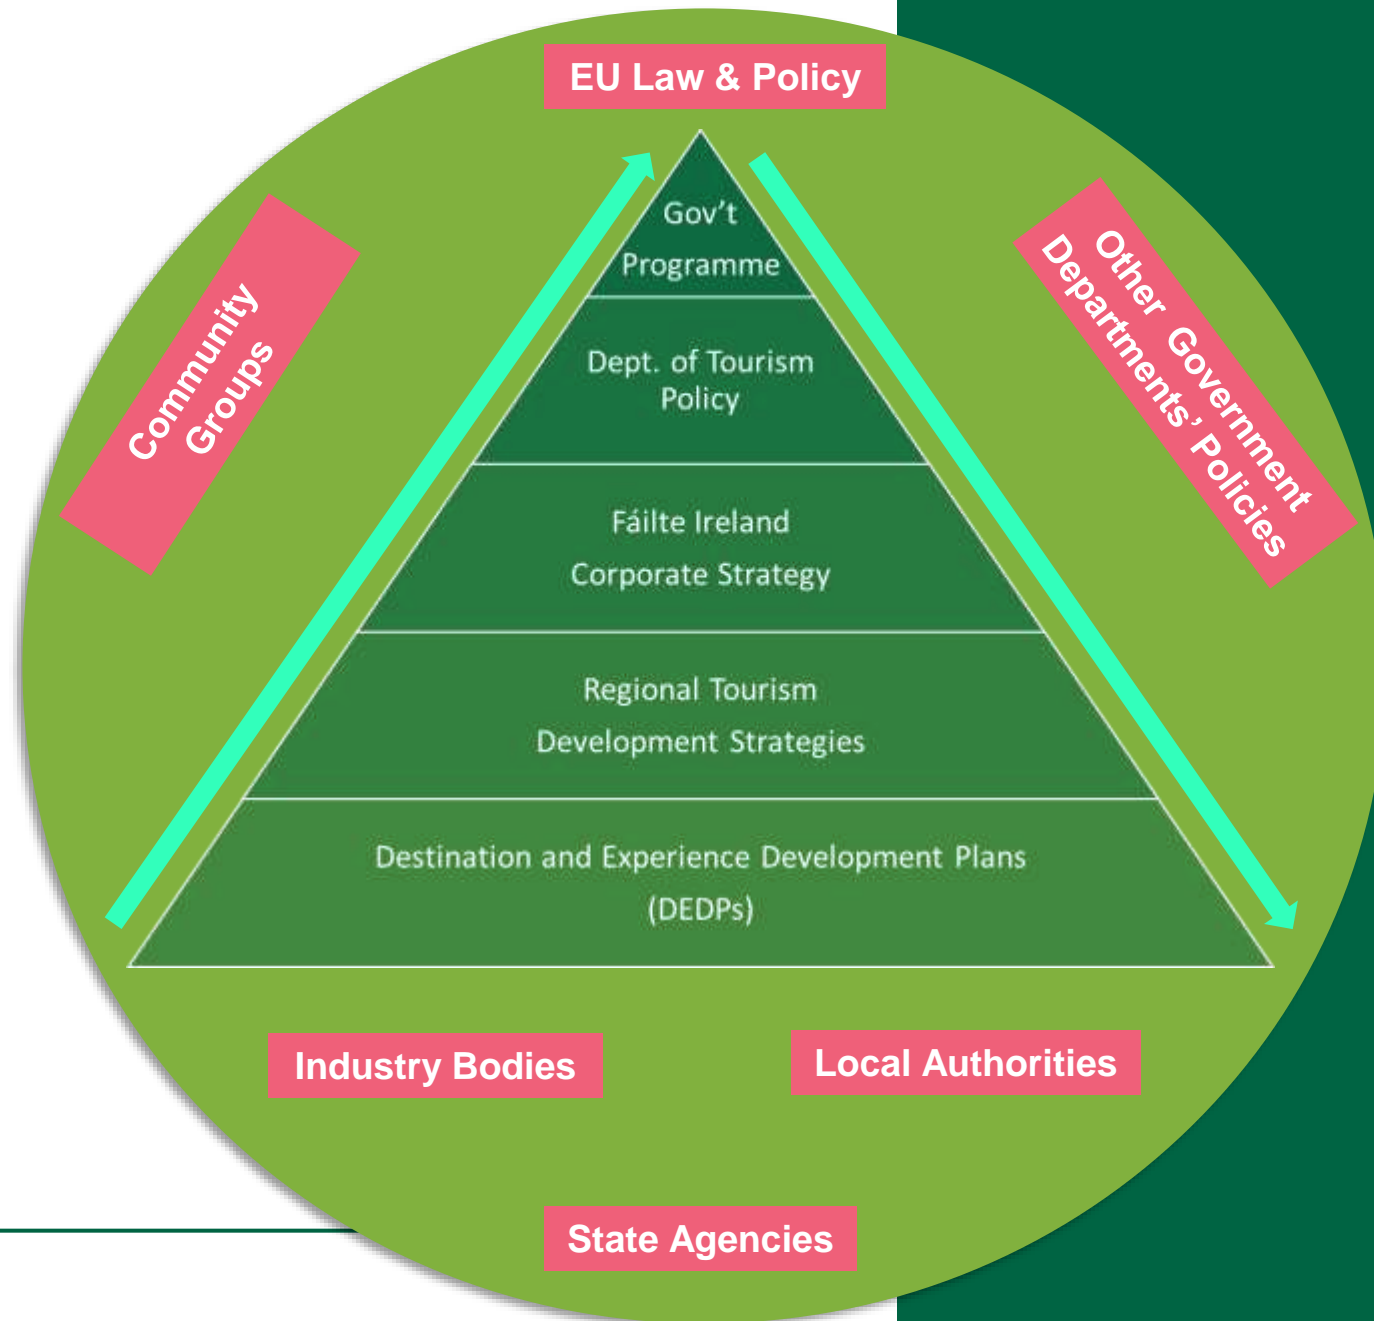 EU Law & Policy
Community
Groups
Other Government
Departments’ Policies
Gov’t
Programme
Dept. of Tourism
Policy
Fáilte Ireland
Corporate Strategy
Regional Tourism
Development Strategies
Destination and Experience Development Plans
(DEDPs)
Industry Bodies
Local Authorities
State Agencies